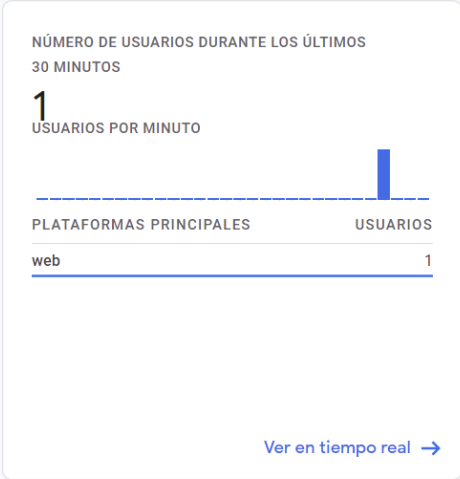 NÚMERO DE USUARIOS DURANTE LOS ÚLTIMOS
30 MINUTOS
1
USUARIOS POR MINUTO
PLATAFORMAS PRINCIPALES USUARIOS
web 1
Ver en tiempo real →